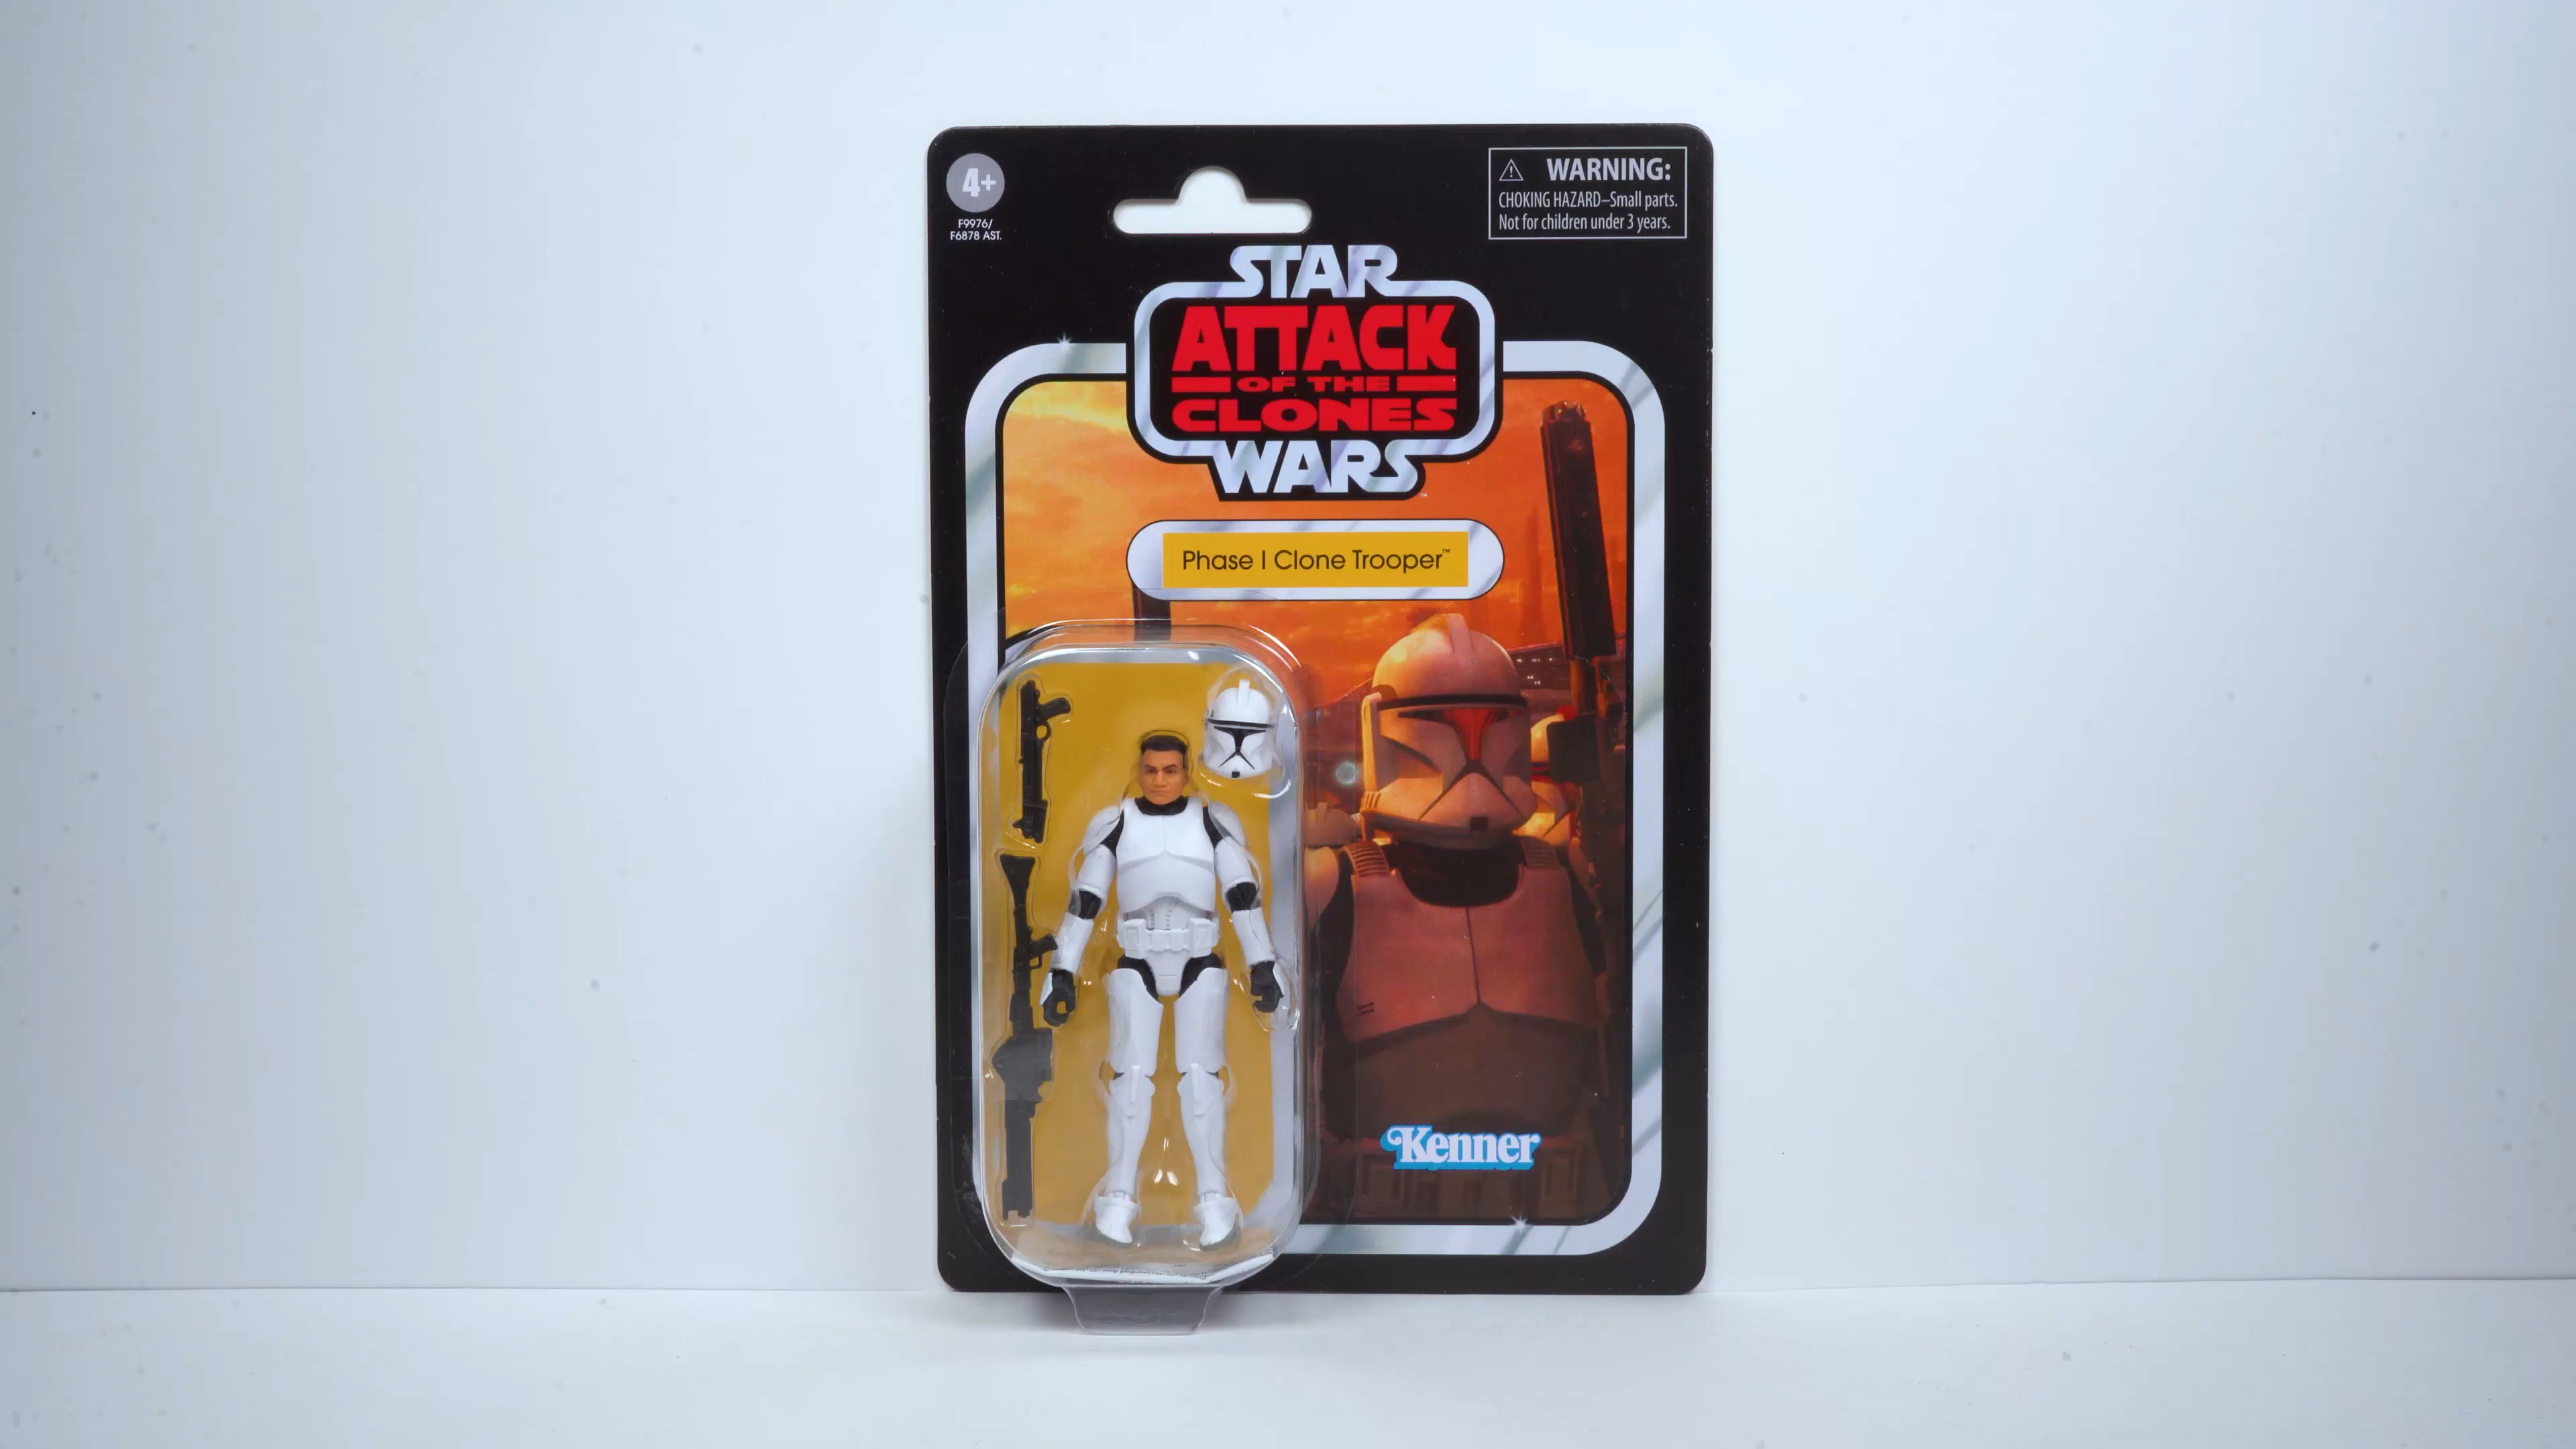 4+
F9976/
F6878 AST.
WARNING:
CHOKING HAZARD–Small parts.
Not for children under 3 years.
STAR
ATTACK
OF THE
CLONES
WARS™
Phase I Clone Trooper™
Kenner